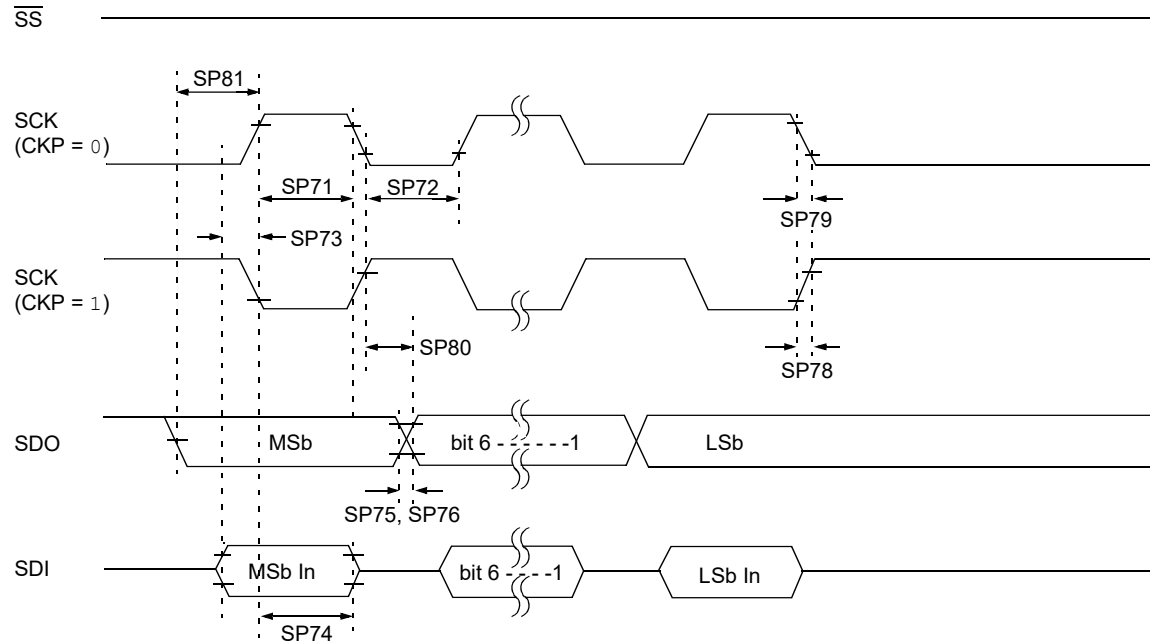 SS
SP81
SCK
(CKP = 0)
SP71
SP72
SP79
SP73
SCK
(CKP = 1)
SP80
SP78
SDO
MSb
bit 6 - - - - - -1
LSb
SP75, SP76
SDI
MSb In
bit 6 - - - - -1
LSb In
SP74